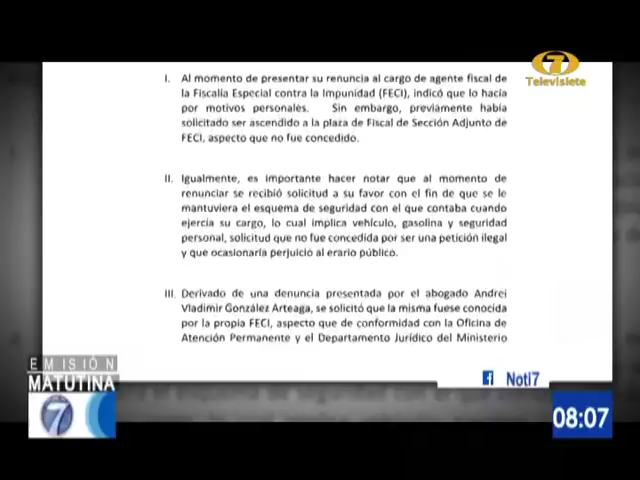 7
Televisiete
I. Al momento de presentar su renuncia al cargo de agente fiscal de
la Fiscalía Especial contra la Impunidad (FECI), indicó que lo hacía
por motivos personales. Sin embargo, previamente había
solicitado ser ascendido a la plaza de Fiscal de Sección Adjunto de
FECI, aspecto que no fue concedido.
II. Igualmente, es importante hacer notar que al momento de
renunciar se recibió solicitud a su favor con el fin de que se le
mantuviera el esquema de seguridad con el que contaba cuando
ejercía su cargo, lo cual implica vehículo, gasolina y seguridad
personal, solicitud que no fue concedida por ser una petición ilegal
y que ocasionaría perjuicio al erario público.
III. Derivado de una denuncia presentada por el abogado Andrei
Vladimir González Arteaga, se solicitó que la misma fuese conocida
por la propia FECI, aspecto que de conformidad con la Oficina de
Atención Permanente y el Departamento Jurídico del Ministerio
EMISIÓN
MATUTINA
7
f Noti7
08:07